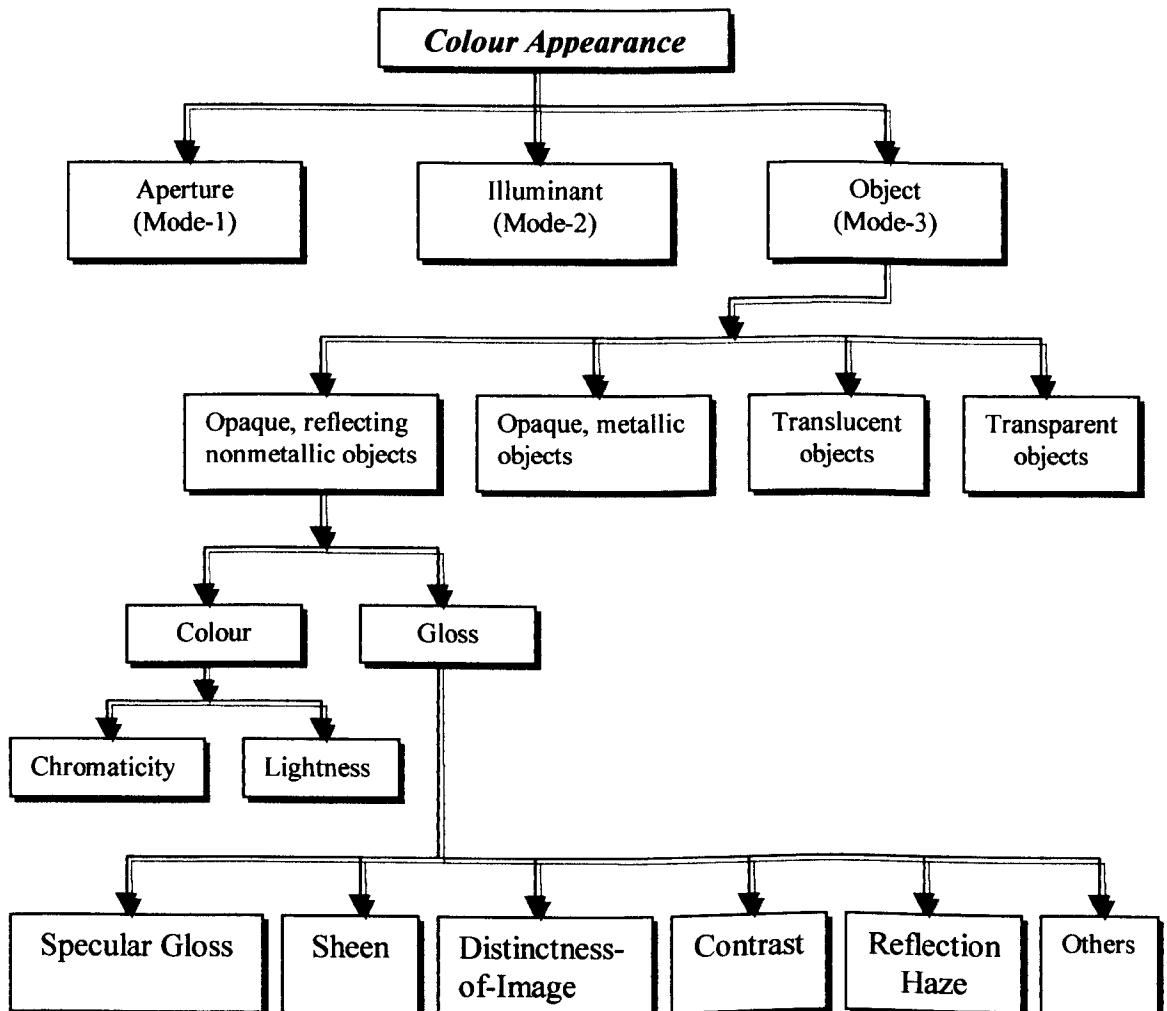 Colour Appearance
Aperture
(Mode-1)
Illuminant
(Mode-2)
Object
(Mode-3)
Opaque, reflecting
nonmetallic objects
Opaque, metallic
objects
Translucent
objects
Transparent
objects
Colour
Gloss
Chromaticity
Lightness
Specular Gloss
Sheen
Distinctness-
of-Image
Contrast
Reflection
Haze
Others